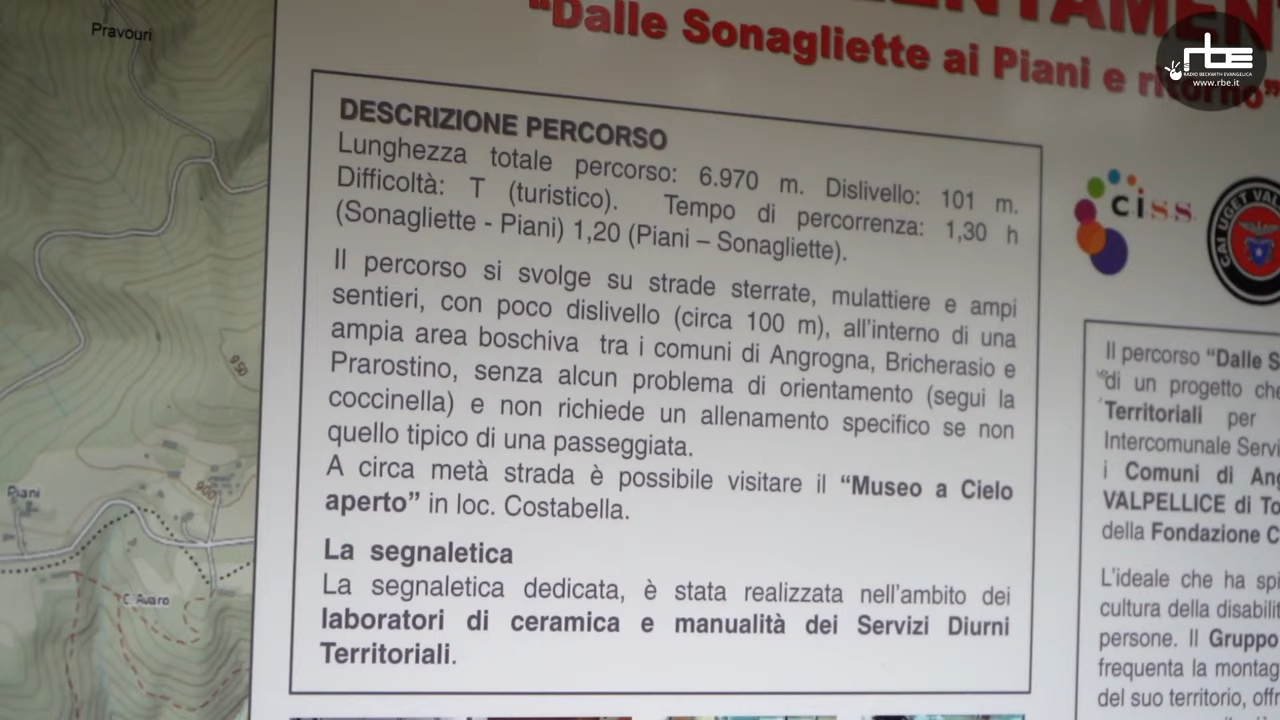 Pravouri
950
900
Piani
C. Avaro
"Dalle Sonagliette ai Piani e ritorno"
rbe
RADIO BECKWITH EVANGELICA
www.rbe.it
DESCRIZIONE PERCORSO
Lunghezza totale percorso: 6.970 m. Dislivello: 101 m.
Difficoltà: T (turistico). Tempo di percorrenza: 1,30 h
(Sonagliette - Piani) 1,20 (Piani – Sonagliette).
Il percorso si svolge su strade sterrate, mulattiere e ampi
sentieri, con poco dislivello (circa 100 m), all'interno di una
ampia area boschiva tra i comuni di Angrogna, Bricherasio e
Prarostino, senza alcun problema di orientamento (segui la
coccinella) e non richiede un allenamento specifico se non
quello tipico di una passeggiata.
A circa metà strada è possibile visitare il "Museo a Cielo
aperto" in loc. Costabella.
La segnaletica
La segnaletica dedicata, è stata realizzata nell'ambito dei
laboratori di ceramica e manualità dei Servizi Diurni
Territoriali.
ciss
CAI UGET VAL
Il percorso "Dalle S
di un progetto che
Territoriali per
Intercomunale Servi
i Comuni di Ang
VALPELLICE di To
della Fondazione C
L'ideale che ha spi
cultura della disabilit
persone. Il Gruppo
frequenta la montag
del suo territorio, offr